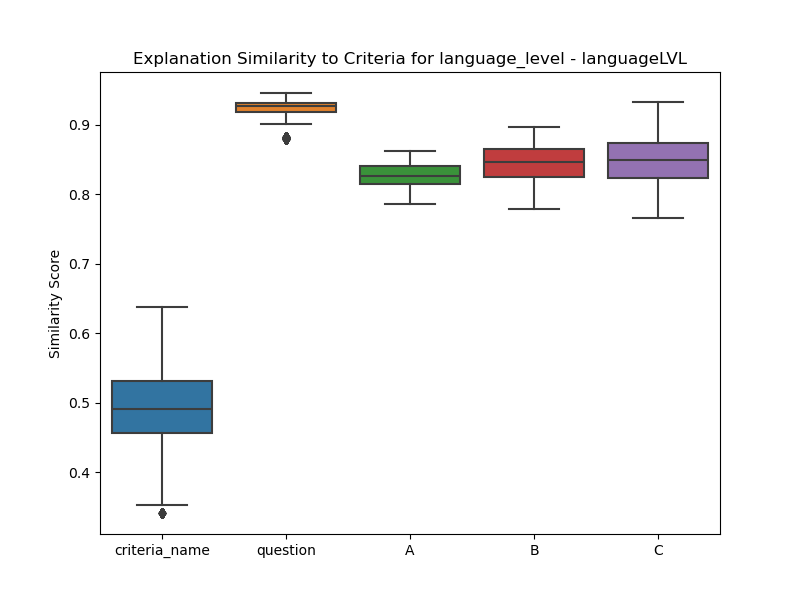 Explanation Similarity to Criteria for language_level - languageLVL
Similarity Score
0.9
0.8
0.7
0.6
0.5
0.4
criteria_name question A B C